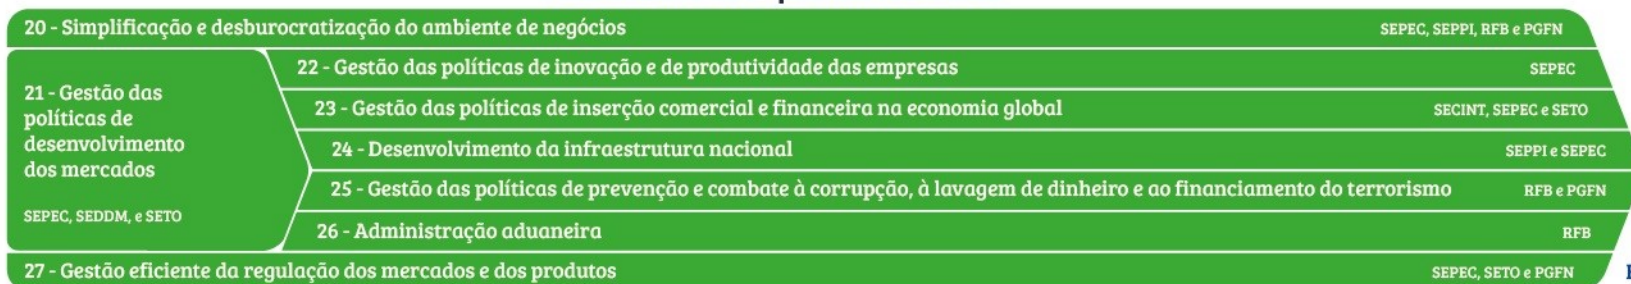 20 - Simplificação e desburocratização do ambiente de negócios SEPEC, SEPPI, RFB e PGFN
21 - Gestão das
políticas de
desenvolvimento
dos mercados
SEPEC, SEDDM, e SETO
22 - Gestão das políticas de inovação e de produtividade das empresas SEPEC
23 - Gestão das políticas de inserção comercial e financeira na economia global SECINT, SEPEC e SETO
24 - Desenvolvimento da infraestrutura nacional SEPPI e SEPEC
25 - Gestão das políticas de prevenção e combate à corrupção, à lavagem de dinheiro e ao financiamento do terrorismo RFB e PGFN
26 - Administração aduaneira RFB
27 - Gestão eficiente da regulação dos mercados e dos produtos SEPEC, SETO e PGFN